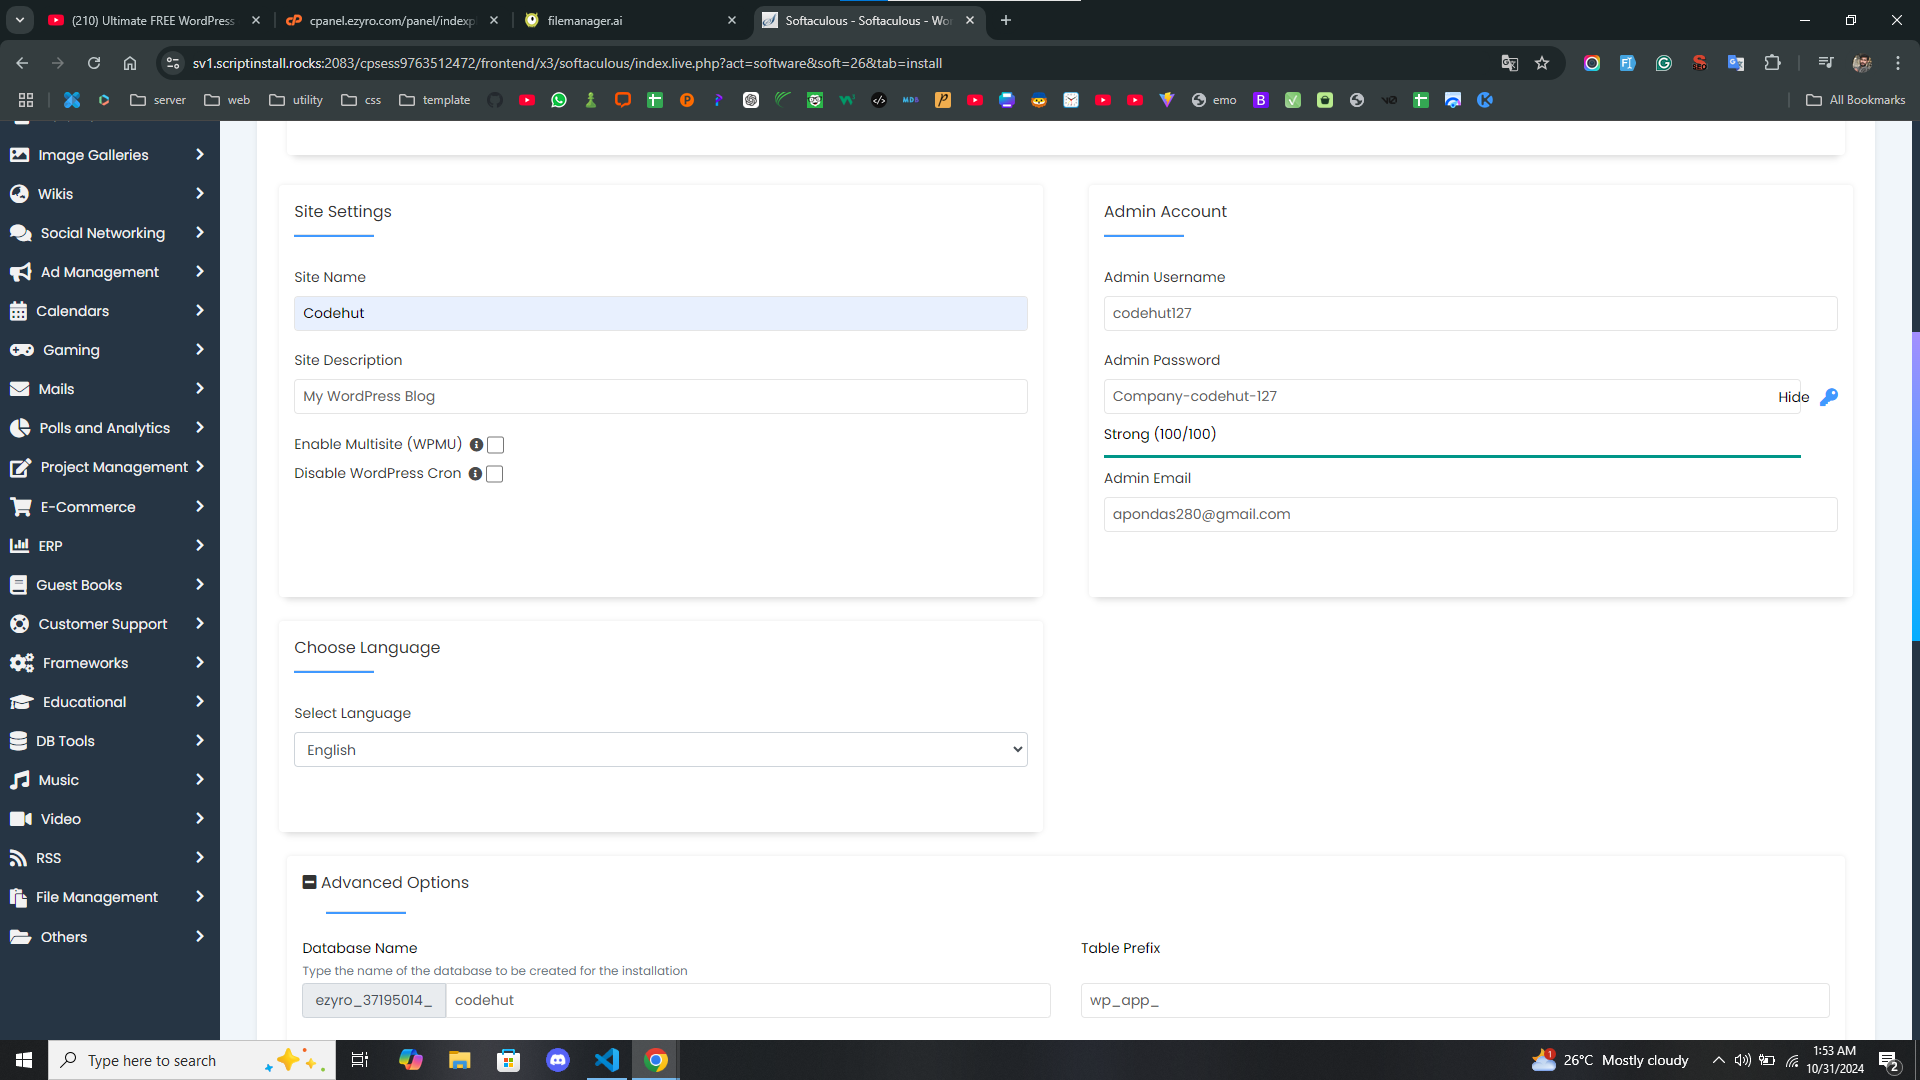 (210) Ultimate FREE WordPress
cpanel.ezyro.com/panel/indexp
filemanager.ai
Softaculous - Softaculous - Wor
sv1.scriptinstall.rocks:2083/cpsess9763512472/frontend/x3/softaculous/index.live.php?act=software&soft=26&tab=install
server
web
utility
css
template
emo
All Bookmarks
Image Galleries
Wikis
Social Networking
Ad Management
Calendars
Gaming
Mails
Polls and Analytics
Project Management
E-Commerce
ERP
Guest Books
Customer Support
Frameworks
Educational
DB Tools
Music
Video
RSS
File Management
Others
Site Settings
Site Name
Codehut
Site Description
My WordPress Blog
Enable Multisite (WPMU)
Disable WordPress Cron
Admin Account
Admin Username
codehut127
Admin Password
Company-codehut-127
Hide
Strong (100/100)
Admin Email
apondas280@gmail.com
Choose Language
Select Language
English
Advanced Options
Database Name
Type the name of the database to be created for the installation
ezyro_37195014_
codehut
Table Prefix
wp_app_
Type here to search
1
26°C Mostly cloudy
1:53 AM
10/31/2024
2